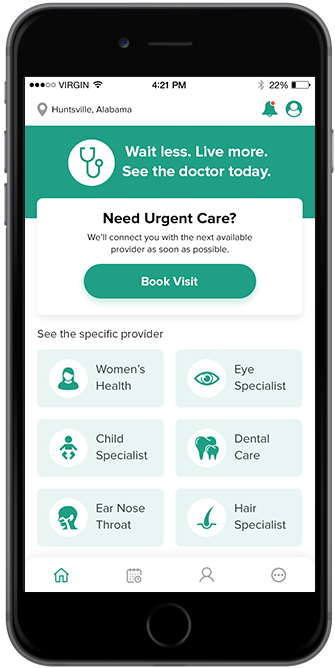 VIRGIN 4:21 PM 22%
Huntsville, Alabama
Wait less. Live more.
See the doctor today.
Need Urgent Care?
We'll connect you with the next available
provider as soon as possible.
Book Visit
See the specific provider
Women's
Health
Eye
Specialist
Child
Specialist
Dental
Care
Ear Nose
Throat
Hair
Specialist